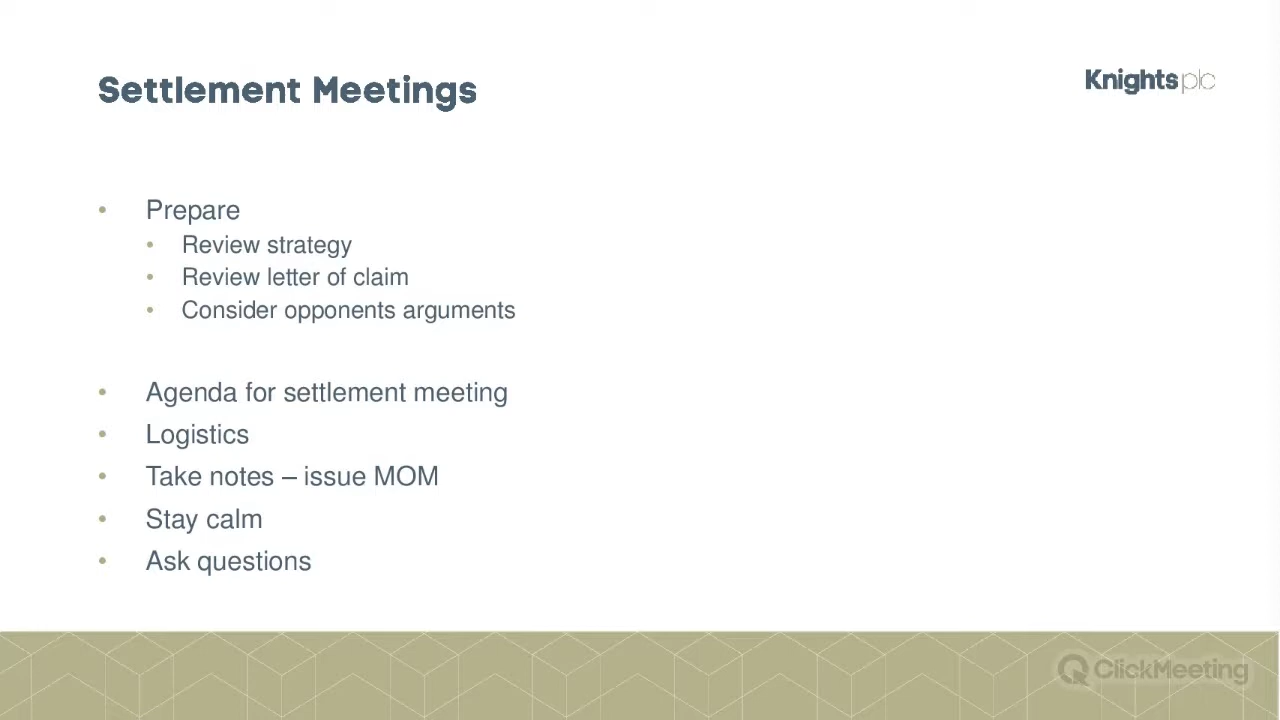 Settlement Meetings
Knights plc
• Prepare
• Review strategy
• Review letter of claim
• Consider opponents arguments
• Agenda for settlement meeting
• Logistics
• Take notes – issue MOM
• Stay calm
• Ask questions
ClickMeeting